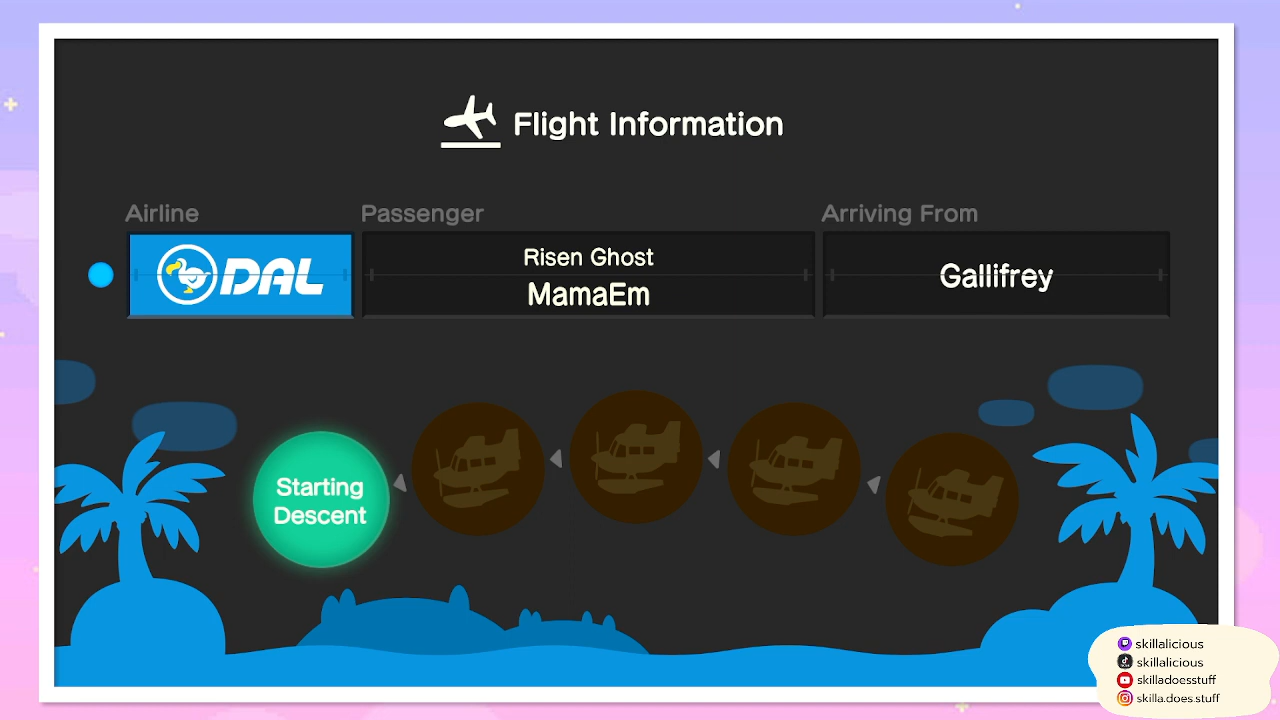 Flight Information
Airline
Passenger
Arriving From
DAL
Risen Ghost
MamaEm
Gallifrey
Starting
Descent
skillalicious
skillalicious
skilladoesstuff
skilla.does.stuff